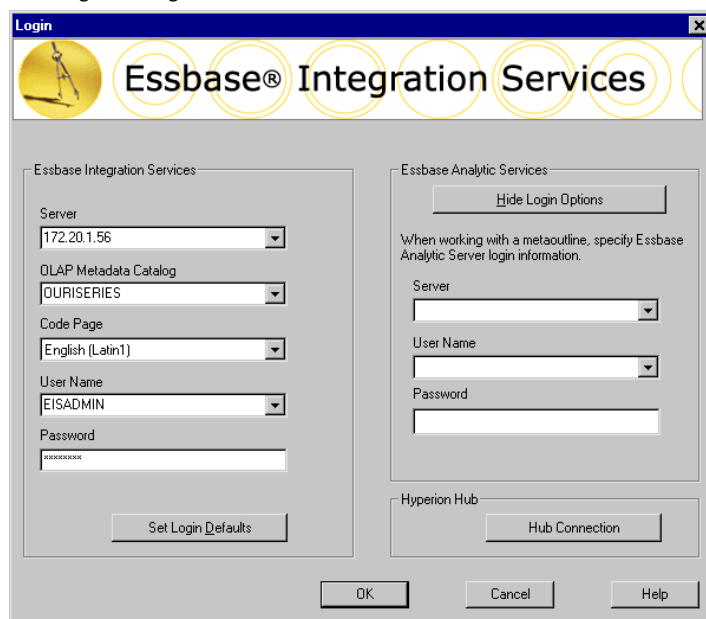 Login
Essbase® Integration Services
Essbase Integration Services
Server
172.20.1.56
OLAP Metadata Catalog
OURISERIES
Code Page
English (Latin1)
User Name
EISADMIN
Password
xxxxxxxx
Set Login Defaults
Essbase Analytic Services
Hide Login Options
When working with a metaoutline, specify Essbase
Analytic Server login information.
Server
User Name
Password
Hyperion Hub
Hub Connection
OK Cancel Help